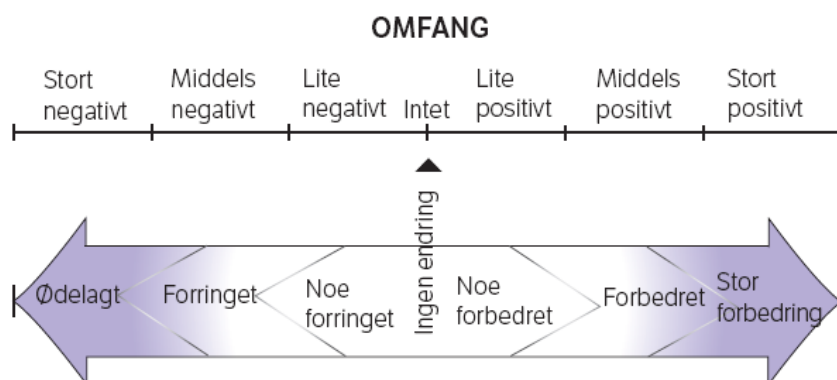 OMFANG
Stort
negativt
Middels
negativt
Lite
negativt
Intet
Lite
positivt
Middels
positivt
Stort
positivt
Ødelagt
Forringet
Noe
forringet
Ingen endring
Noe
forbedret
Forbedret
Stor
forbedring